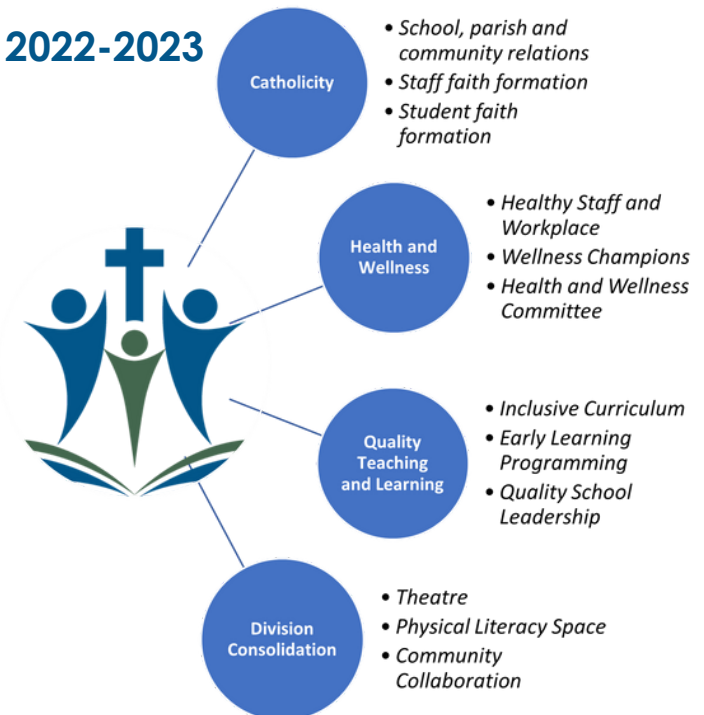 2022-2023
Catholicity
• School, parish and
community relations
• Staff faith formation
• Student faith
formation
Health and
Wellness
• Healthy Staff and
Workplace
• Wellness Champions
• Health and Wellness
Committee
Quality
Teaching
and Learning
• Inclusive Curriculum
• Early Learning
Programming
• Quality School
Leadership
Division
Consolidation
• Theatre
• Physical Literacy Space
• Community
Collaboration